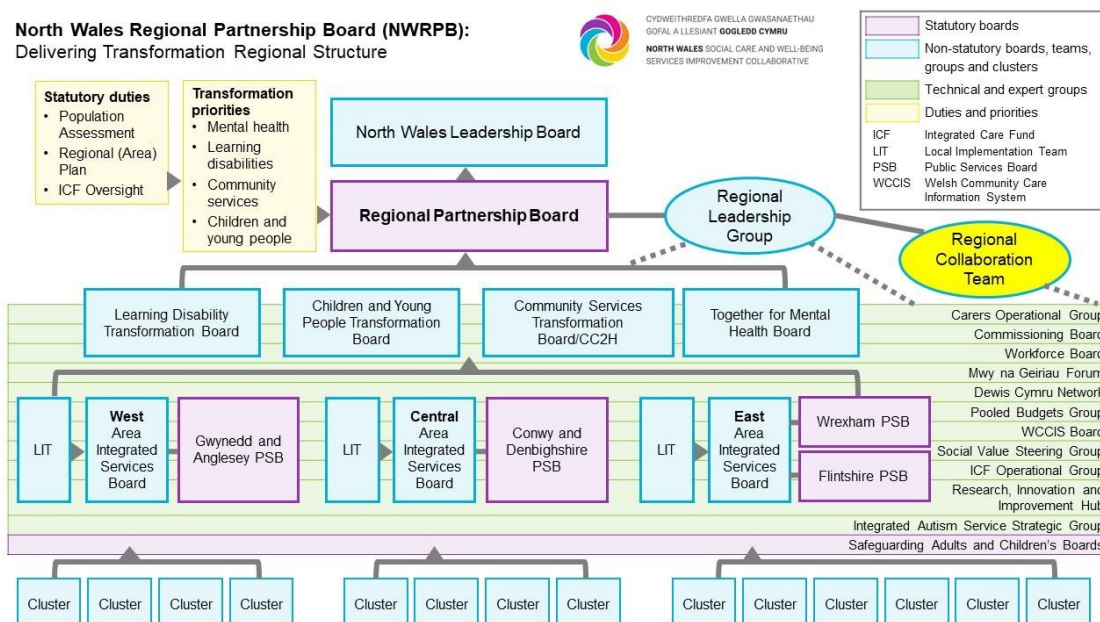 North Wales Regional Partnership Board (NWRPB):
Delivering Transformation Regional Structure
CYDWEITHREDFA GWELLA GWASANAETHAU
GOFAL A LLESIANT GOGLEDD CYMRU
NORTH WALES SOCIAL CARE AND WELL-BEING
SERVICES IMPROVEMENT COLLABORATIVE
Statutory boards
Non-statutory boards, teams,
groups and clusters
Technical and expert groups
Duties and priorities
ICF Integrated Care Fund
LIT Local Implementation Team
PSB Public Services Board
WCCIS Welsh Community Care
Information System
Statutory duties
• Population
Assessment
• Regional (Area)
Plan
• ICF Oversight
Transformation
priorities
• Mental health
• Learning
disabilities
• Community
services
• Children and
young people
North Wales Leadership Board
Regional Partnership Board
Regional
Leadership
Group
Regional
Collaboration
Team
Learning Disability
Transformation Board
Children and Young
People Transformation
Board
Community Services
Transformation
Board/CC2H
Together for Mental
Health Board
Carers Operational Group
Commissioning Board
Workforce Board
Mwy na Geiriau Forum
Dewis Cymru Network
Pooled Budgets Group
WCCIS Board
Social Value Steering Group
ICF Operational Group
Research, Innovation and
Improvement Hub
Integrated Autism Service Strategic Group
Safeguarding Adults and Children's Boards
LIT
West
Area
Integrated
Services
Board
Gwynedd and
Anglesey PSB
LIT
Central
Area
Integrated
Services
Board
Conwy and
Denbighshire
PSB
LIT
East
Area
Integrated
Services
Board
Wrexham PSB
Flintshire PSB
Cluster
Cluster
Cluster
Cluster
Cluster
Cluster
Cluster
Cluster
Cluster
Cluster
Cluster
Cluster
Cluster
Cluster